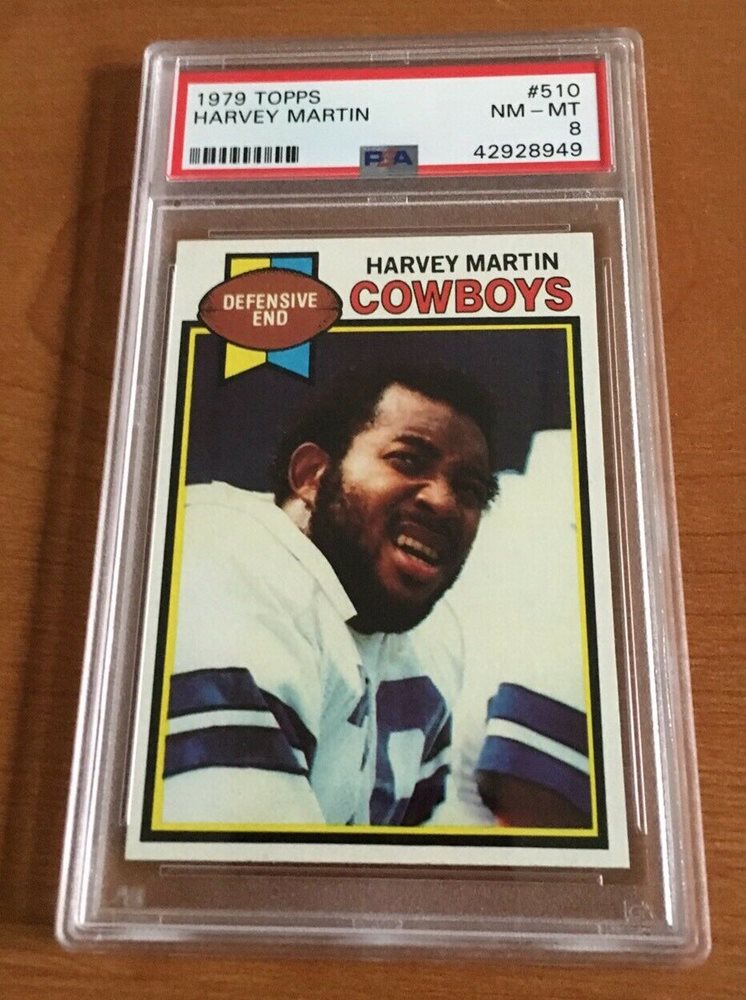 1979 TOPPS
#510
HARVEY MARTIN
NM - MT
8
PSA
42928949
HARVEY MARTIN
COWBOYS
DEFENSIVE
END